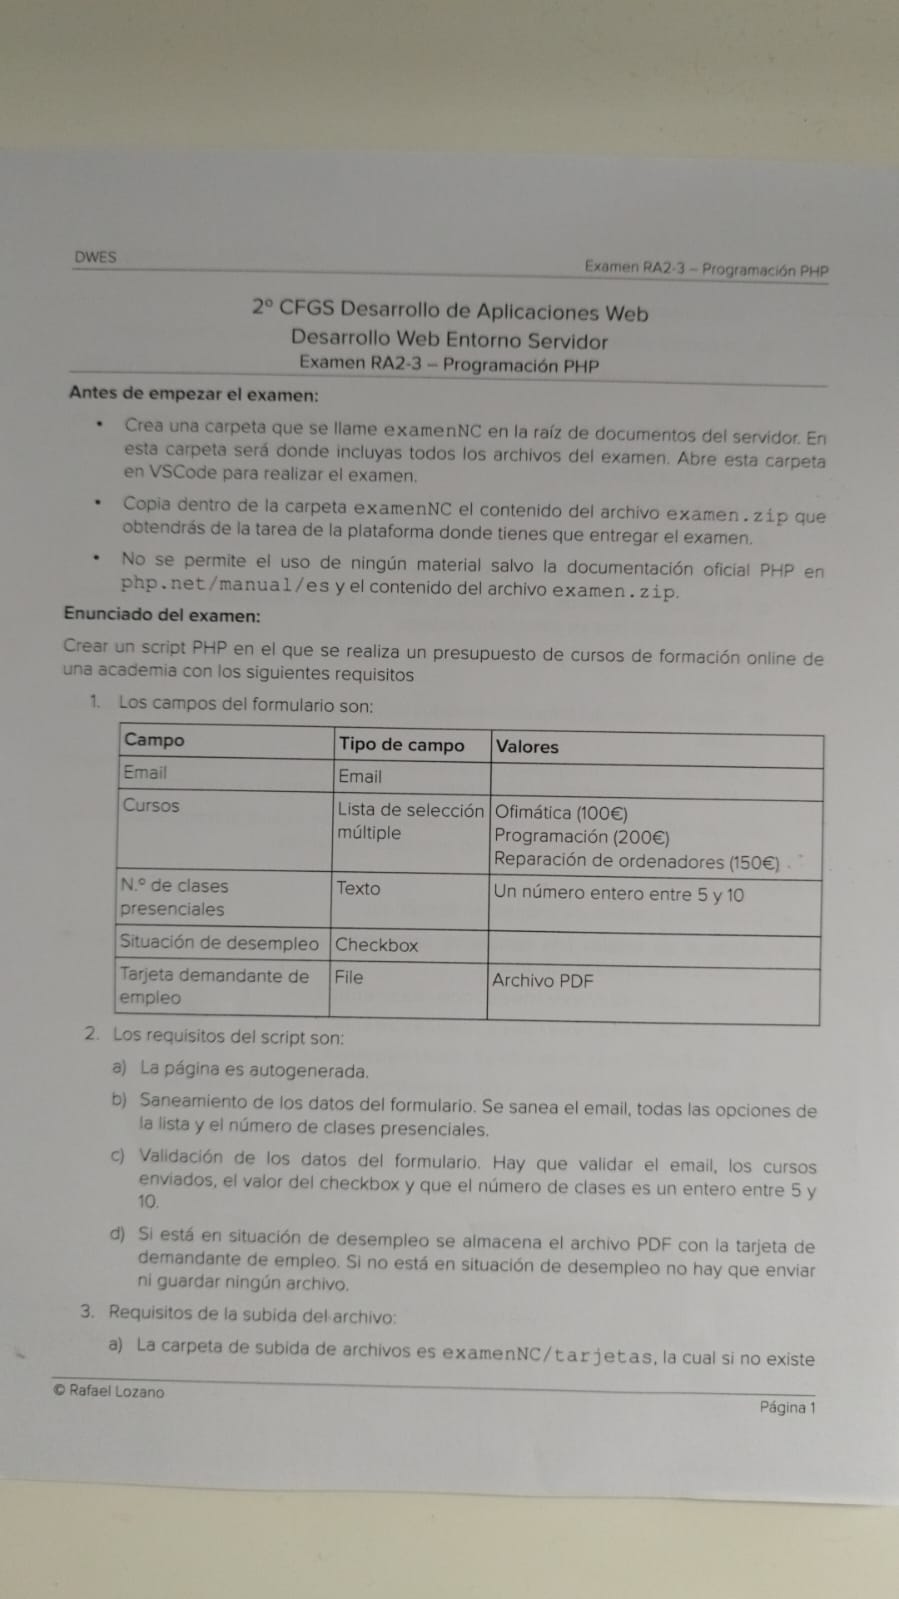 DWES
Examen RA2-3 – Programación PHP
2º CFGS Desarrollo de Aplicaciones Web
Desarrollo Web Entorno Servidor
Examen RA2-3 – Programación PHP
Antes de empezar el examen:
• Crea una carpeta que se llame examenNC en la raíz de documentos del servidor. En
esta carpeta será donde incluyas todos los archivos del examen. Abre esta carpeta
en VSCode para realizar el examen.
• Copia dentro de la carpeta examenNC el contenido del archivo examen.zip que
obtendrás de la tarea de la plataforma donde tienes que entregar el examen.
• No se permite el uso de ningún material salvo la documentación oficial PHP en
php.net/manual/es y el contenido del archivo examen.zip.
Enunciado del examen:
Crear un script PHP en el que se realiza un presupuesto de cursos de formación online de
una academia con los siguientes requisitos
1. Los campos del formulario son:
Campo Tipo de campo Valores
Email Email
Cursos Lista de selección Ofimática (100€)
múltiple Programación (200€)
Reparación de ordenadores (150€)
N.º de clases Texto Un número entero entre 5 y 10
presenciales
Situación de desempleo Checkbox
Tarjeta demandante de File Archivo PDF
empleo
2. Los requisitos del script son:
a) La página es autogenerada.
b) Saneamiento de los datos del formulario. Se sanea el email, todas las opciones de
la lista y el número de clases presenciales.
c) Validación de los datos del formulario. Hay que validar el email, los cursos
enviados, el valor del checkbox y que el número de clases es un entero entre 5 y
10.
d) Si está en situación de desempleo se almacena el archivo PDF con la tarjeta de
demandante de empleo. Si no está en situación de desempleo no hay que enviar
ni guardar ningún archivo.
3. Requisitos de la subida del archivo:
a) La carpeta de subida de archivos es examenNC/tarjetas, la cual si no existe
© Rafael Lozano
Página 1